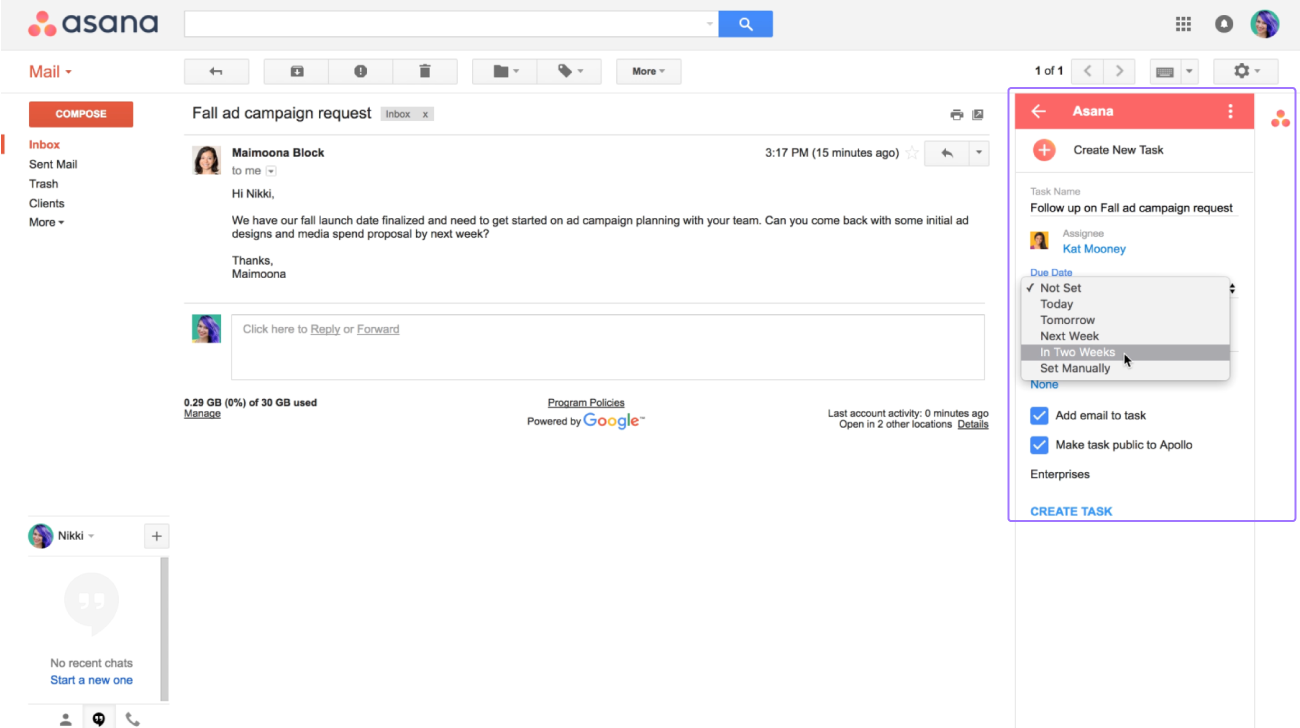 asana
Mail
More
1 of 1
COMPOSE
Inbox
Sent Mail
Trash
Clients
More
Fall ad campaign request
Inbox x
Maimoona Block
3:17 PM (15 minutes ago)
to me
Hi Nikki,
We have our fall launch date finalized and need to get started on ad campaign planning with your team. Can you come back with some initial ad
designs and media spend proposal by next week?
Thanks,
Maimoona
Click here to Reply or Forward
0.29 GB (0%) of 30 GB used
Manage
Program Policies
Powered by Google™
Last account activity: 0 minutes ago
Open in 2 other locations Details
Asana
Create New Task
Task Name
Follow up on Fall ad campaign request
Assignee
Kat Mooney
Due Date
✓ Not Set
Today
Tomorrow
Next Week
In Two Weeks
Set Manually
None
Add email to task
Make task public to Apollo
Enterprises
CREATE TASK
Nikki
No recent chats
Start a new one